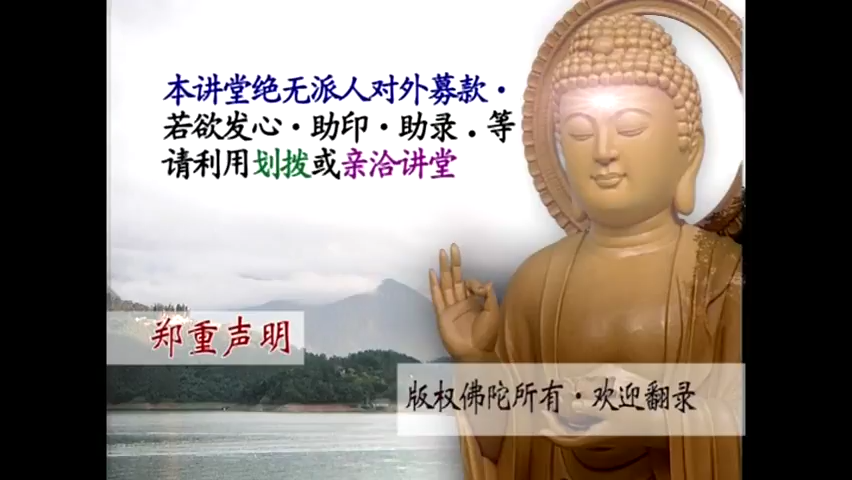 本讲堂绝无派人对外募款·
若欲发心·助印·助录.等
请利用划拨或亲洽讲堂
郑重声明
版权佛陀所有·欢迎翻录